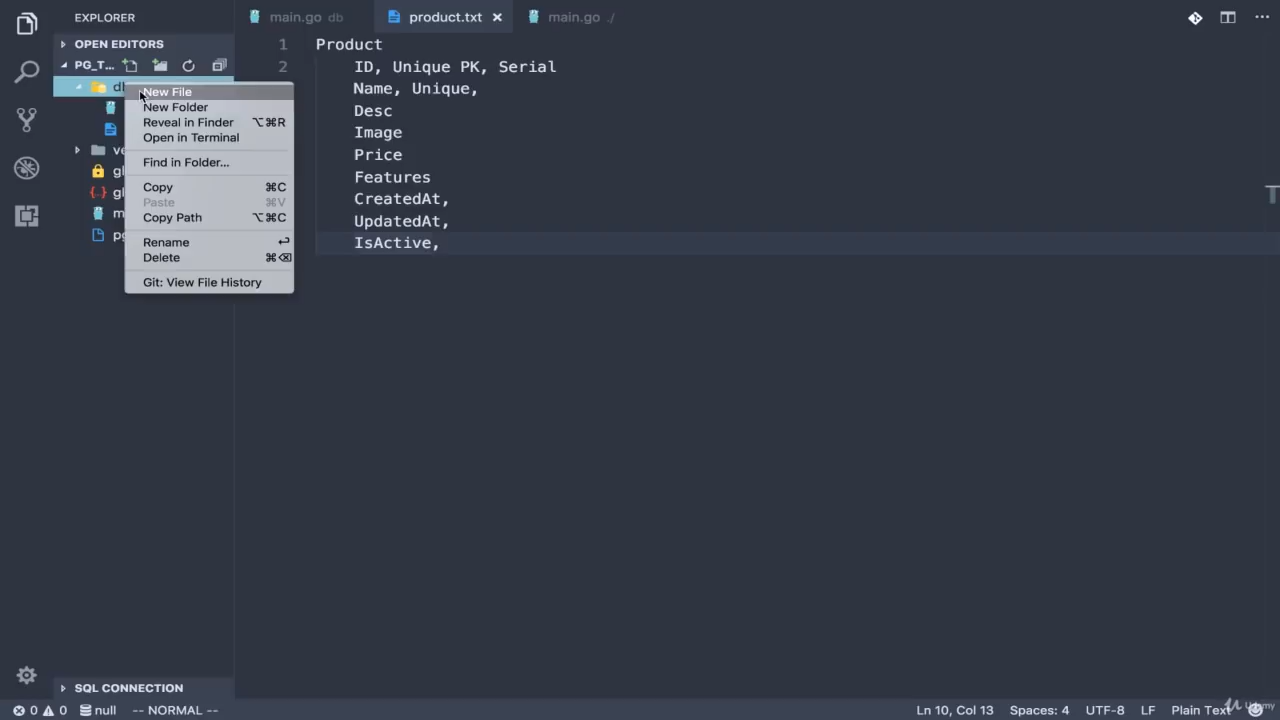 EXPLORER
main.go db
product.txt
main.go ./
OPEN EDITORS
PG_T...
New File
New Folder
Reveal in Finder ⌥⌘R
Open in Terminal
Find in Folder...
Copy ⌘C
Paste ⌘V
Copy Path ⌥⌘C
Rename ↩
Delete ⌘⌫
Git: View File History
1 Product
2 ID, Unique PK, Serial
Name, Unique,
Desc
Image
Price
Features
CreatedAt,
UpdatedAt,
IsActive,
SQL CONNECTION
0 0 null -- NORMAL -- Ln 10, Col 13 Spaces: 4 UTF-8 LF Plain Text
Udemy